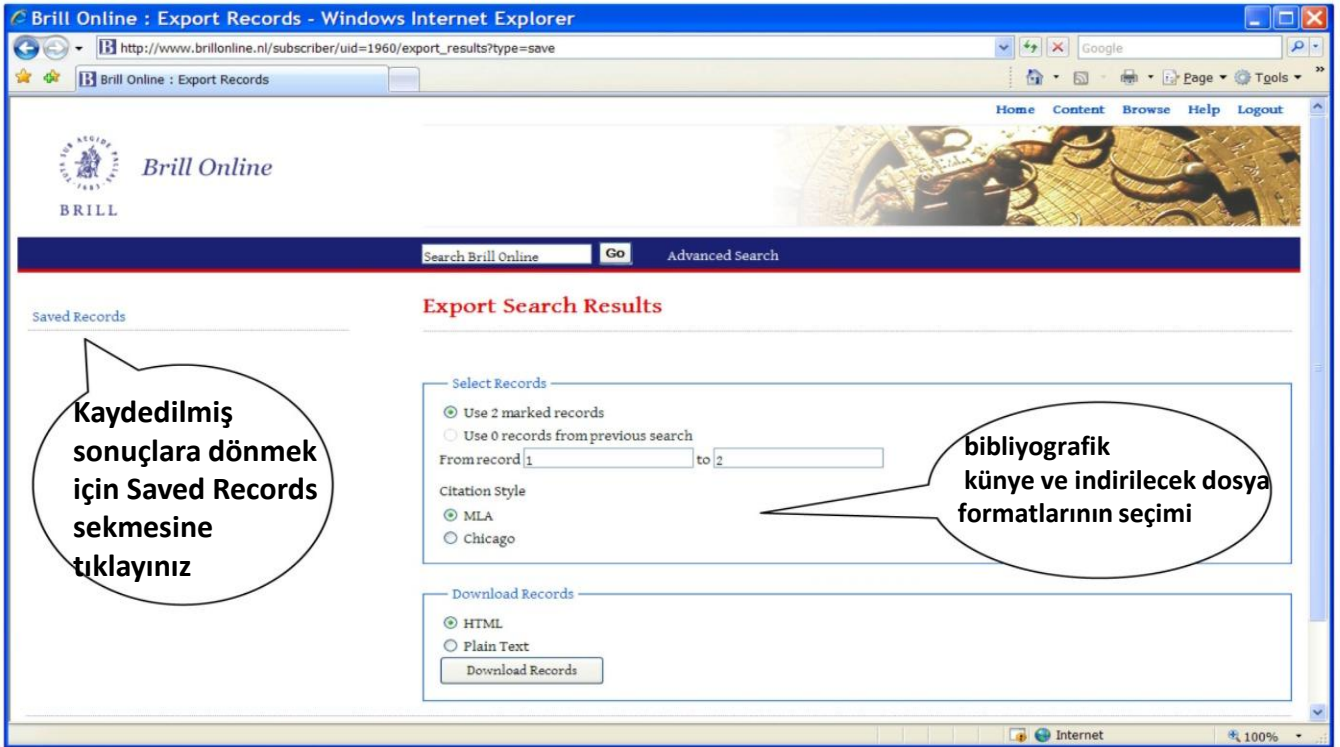 Brill Online : Export Records - Windows Internet Explorer
http://www.brillonline.nl/subscriber/uid=1960/export_results?type=save
Google
Brill Online : Export Records
Page
Tools
Home Content Browse Help Logout
Brill Online
BRILL
Search Brill Online Go Advanced Search
Saved Records
Export Search Results
Kaydedilmiş
sonuçlara dönmek
için Saved Records
sekmesine
tıklayınız
Select Records
Use 2 marked records
Use 0 records from previous search
From record 1 to 2
Citation Style
MLA
Chicago
bibliyografik
künye ve indirilecek dosya
formatlarının seçimi
Download Records
HTML
Plain Text
Download Records
Internet
100%